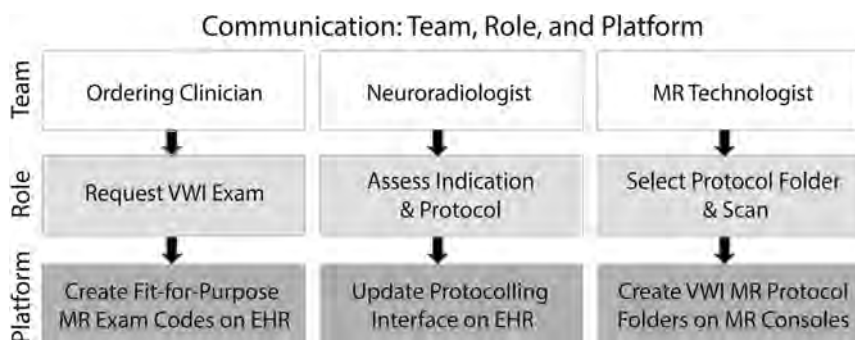 Communication: Team, Role, and Platform
Team
Ordering Clinician
Neuroradiologist
MR Technologist
Role
Request VWI Exam
Assess Indication
& Protocol
Select Protocol Folder
& Scan
Platform
Create Fit-for-Purpose
MR Exam Codes on EHR
Update Protocolling
Interface on EHR
Create VWI MR Protocol
Folders on MR Consoles